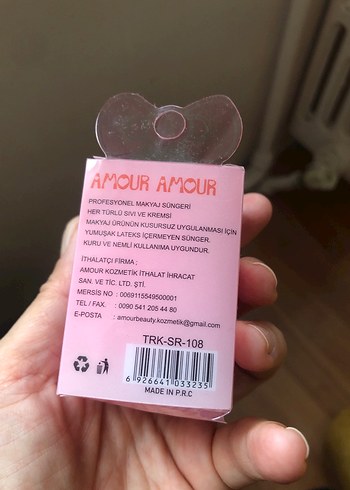 AMOUR AMOUR
PROFESYONEL MAKYAJ SÜNGERİ
HER TÜRLÜ SIVI VE KREMSİ
MAKYAJ ÜRÜNÜN KUSURSUZ UYGULANMASI İÇİN
YUMUŞAK LATEKS İÇERMEYEN SÜNGER.
KURU VE NEMLİ KULLANIMA UYGUNDUR.
İTHALATÇI FİRMA :
AMOUR KOZMETİK İTHALAT İHRACAT
SAN. VE TİC. LTD. ŞTİ.
MERSİS NO : 0069115549500001
TEL / FAX. : 0090 541 205 44 80
E-POSTA : amourbeauty.kozmetik@gmail.com
TRK-SR-108
6 926641 033235
MADE IN P.R.C